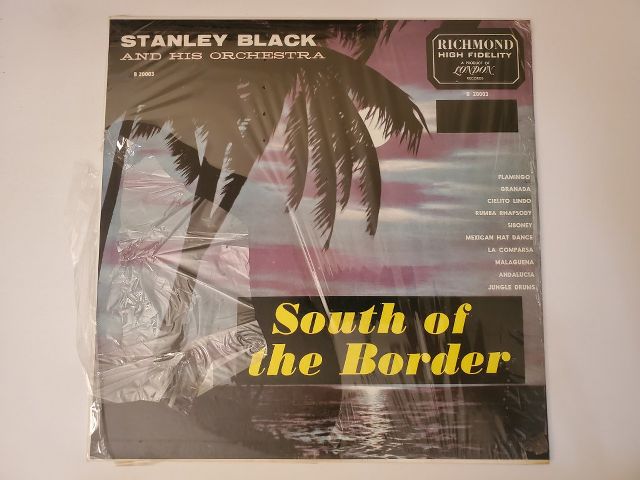 STANLEY BLACK
AND HIS ORCHESTRA
B 20003
RICHMOND
HIGH FIDELITY
A PRODUCT OF
LONDON
RECORDS
B 20003
FLAMINGO
GRANADA
CIELITO LINDO
RUMBA RHAPSODY
SIBONEY
MEXICAN HAT DANCE
LA COMPARSA
MALAGUENA
ANDALUCIA
JUNGLE DRUMS
South of
the Border